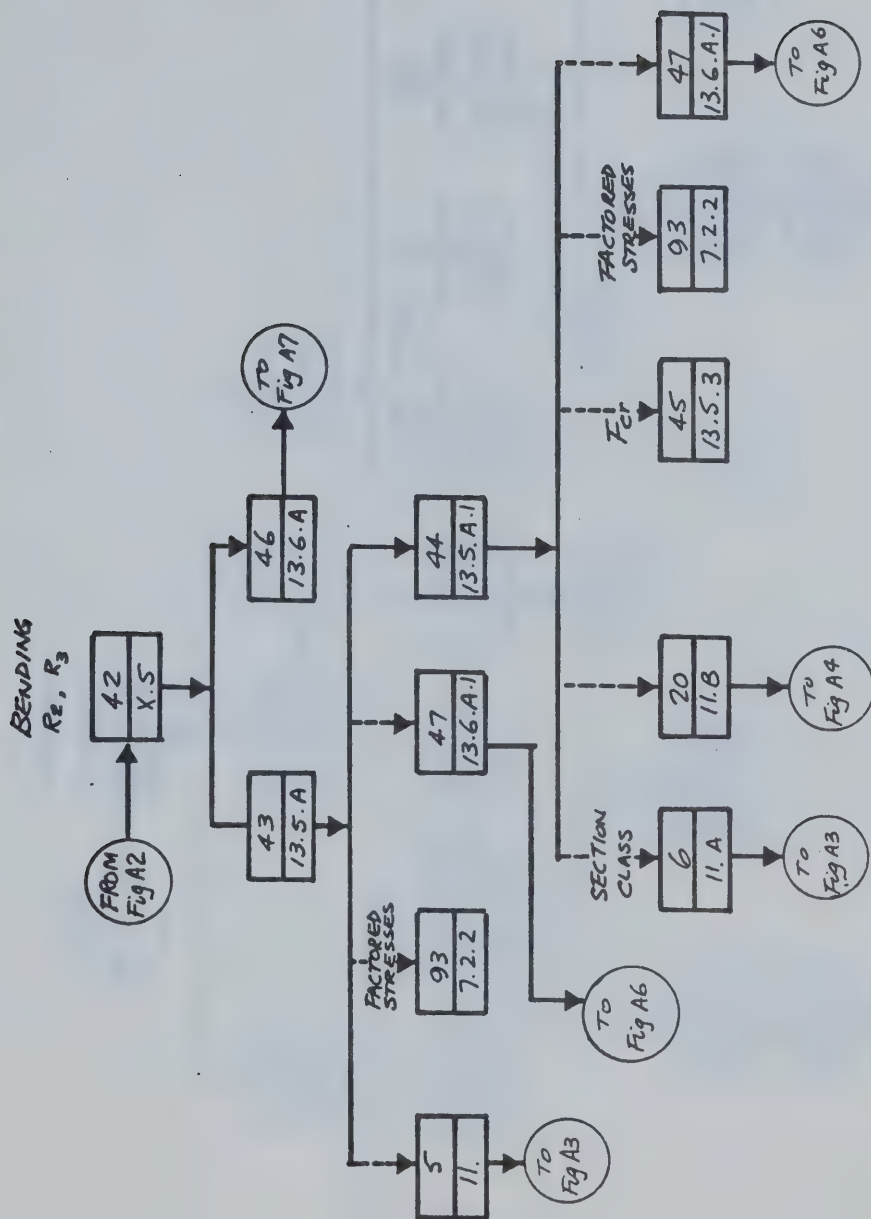 BENDING
R2, R3
FROM
Fig A2
42
X.5
43
13.5.A
46
13.6.A
TO
Fig A7
5
11.
TO
Fig A3
FACTORED
STRESSES
93
7.2.2
47
13.6.A.1
TO
Fig A6
44
13.5.A.1
SECTION
CLASS
6
11.A
TO
Fig A3
20
11.B
TO
Fig A4
Fcr
45
13.5.3
FACTORED
STRESSES
93
7.2.2
47
13.6.A.1
TO
Fig A6